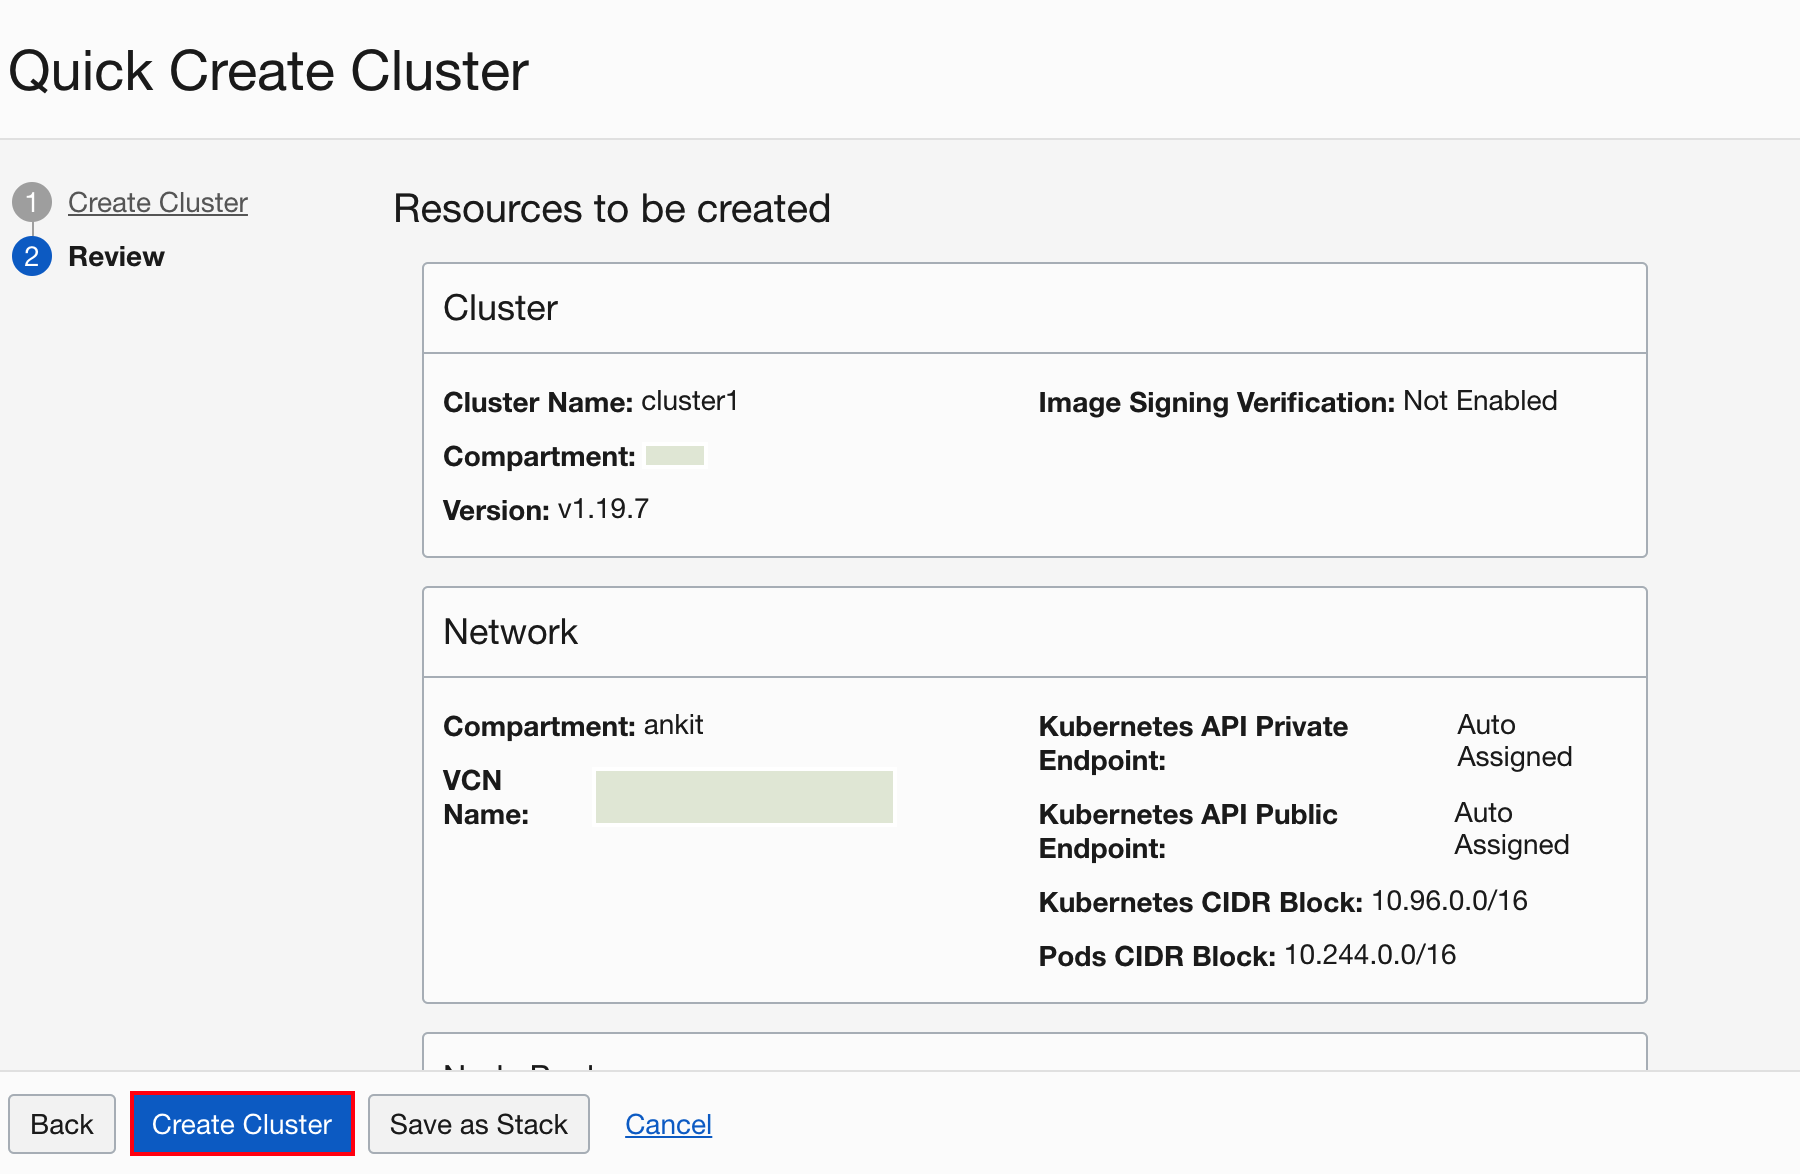 Quick Create Cluster
1 Create Cluster
2 Review
Resources to be created
Cluster
Cluster Name: cluster1
Compartment:
Version: v1.19.7
Image Signing Verification: Not Enabled
Network
Compartment: ankit
VCN
Name:
Kubernetes API Private Auto
Endpoint: Assigned
Kubernetes API Public Auto
Endpoint: Assigned
Kubernetes CIDR Block: 10.96.0.0/16
Pods CIDR Block: 10.244.0.0/16
Back Create Cluster Save as Stack Cancel